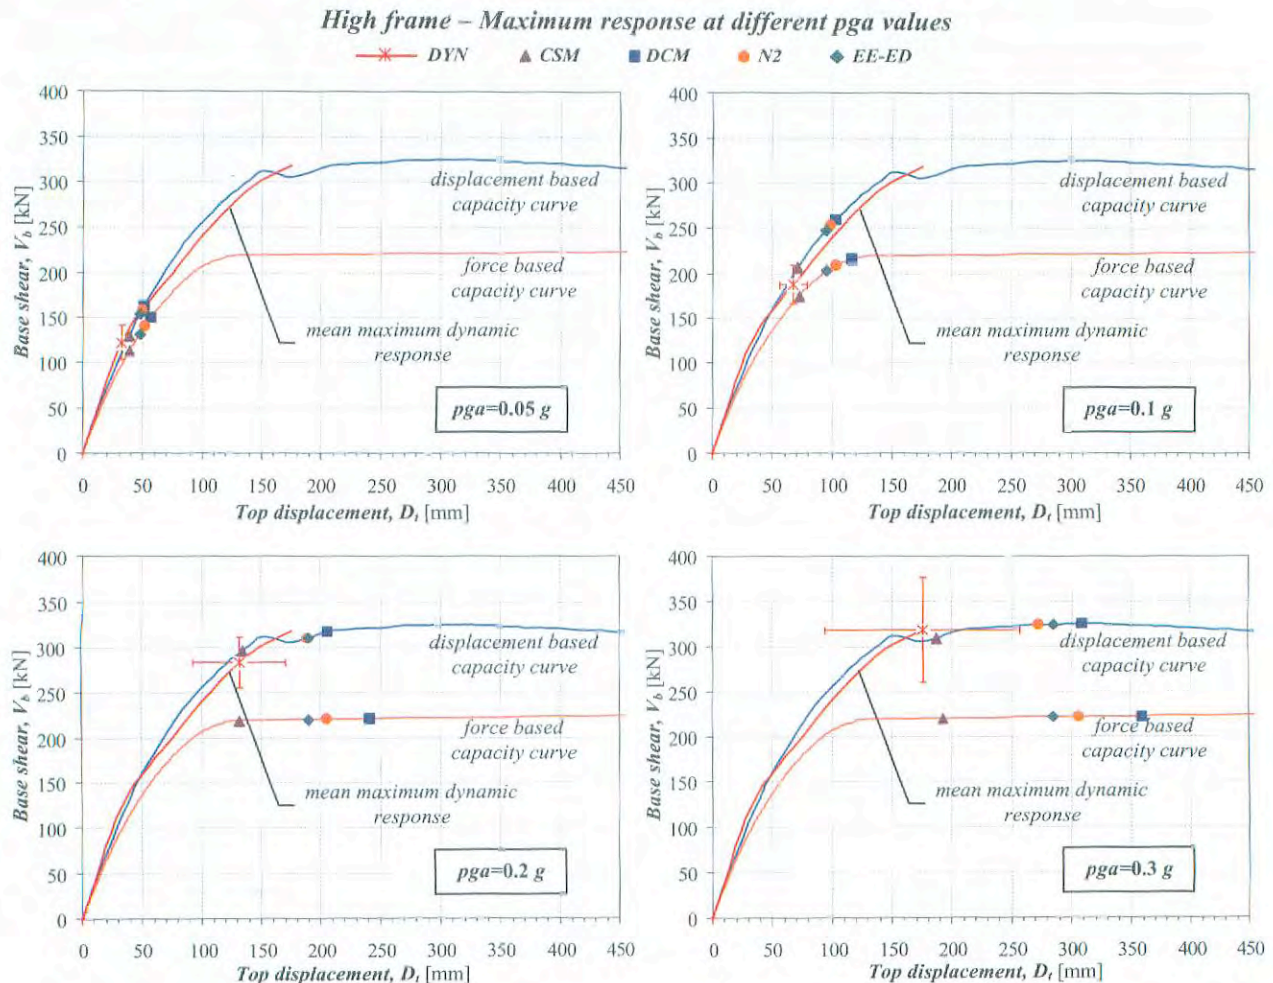 High frame – Maximum response at different pga values
DYN CSM DCM N2 EE-ED
400
350
300
250
200
150
100
50
0
Base shear, Vb [kN]
displacement based
capacity curve
force based
capacity curve
mean maximum dynamic
response
pga=0.05 g
0 50 100 150 200 250 300 350 400 450
Top displacement, Dt [mm]
400
350
300
250
200
150
100
50
0
Base shear, Vb [kN]
displacement based
capacity curve
force based
capacity curve
mean maximum dynamic
response
pga=0.1 g
0 50 100 150 200 250 300 350 400 450
Top displacement, Dt [mm]
400
350
300
250
200
150
100
50
0
Base shear, Vb [kN]
displacement based
capacity curve
force based
capacity curve
mean maximum dynamic
response
pga=0.2 g
0 50 100 150 200 250 300 350 400 450
Top displacement, Dt [mm]
400
350
300
250
200
150
100
50
0
Base shear, Vb [kN]
displacement based
capacity curve
force based
capacity curve
mean maximum dynamic
response
pga=0.3 g
0 50 100 150 200 250 300 350 400 450
Top displacement, Dt [mm]